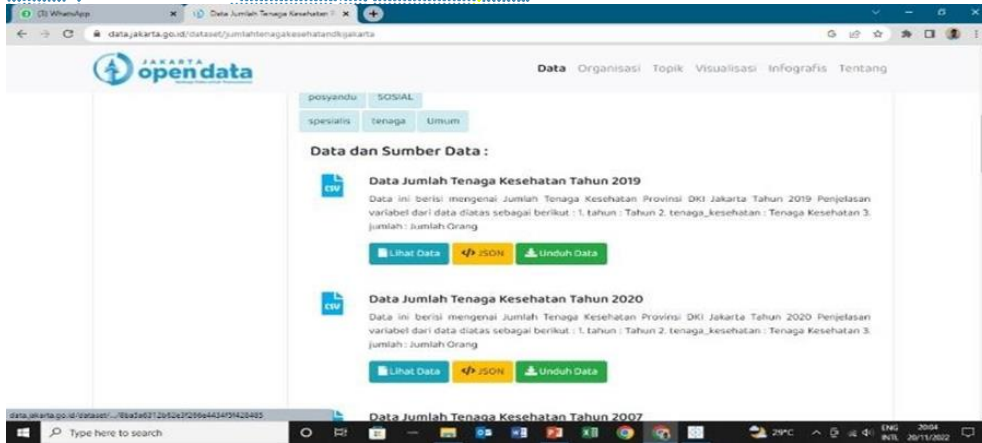 (3) WhatsApp
Data Jumlah Tenaga Kesehatan
data.jakarta.go.id/dataset/jumlahtenagakesehatandkijakarta
JAKARTA
open data
Data Organisasi Topik Visualisasi Infografis Tentang
posyandu SOSIAL
spesialis tenaga Umum
Data dan Sumber Data :
CSV
Data Jumlah Tenaga Kesehatan Tahun 2019
Data ini berisi mengenai Jumlah Tenaga Kesehatan Provinsi DKI Jakarta Tahun 2019 Penjelasan
variabel dari data diatas sebagai berikut : 1. tahun : Tahun 2. tenaga_kesehatan : Tenaga Kesehatan 3.
jumlah : Jumlah Orang
Lihat Data </> JSON Unduh Data
CSV
Data Jumlah Tenaga Kesehatan Tahun 2020
Data ini berisi mengenai Jumlah Tenaga Kesehatan Provinsi DKI Jakarta Tahun 2020 Penjelasan
variabel dari data diatas sebagai berikut : 1. tahun : Tahun 2. tenaga_kesehatan : Tenaga Kesehatan 3.
jumlah : Jumlah Orang
Lihat Data </> JSON Unduh Data
Data Jumlah Tenaga Kesehatan Tahun 2007
Type here to search
29°C
ENG
INTL
20:04
20/11/2022